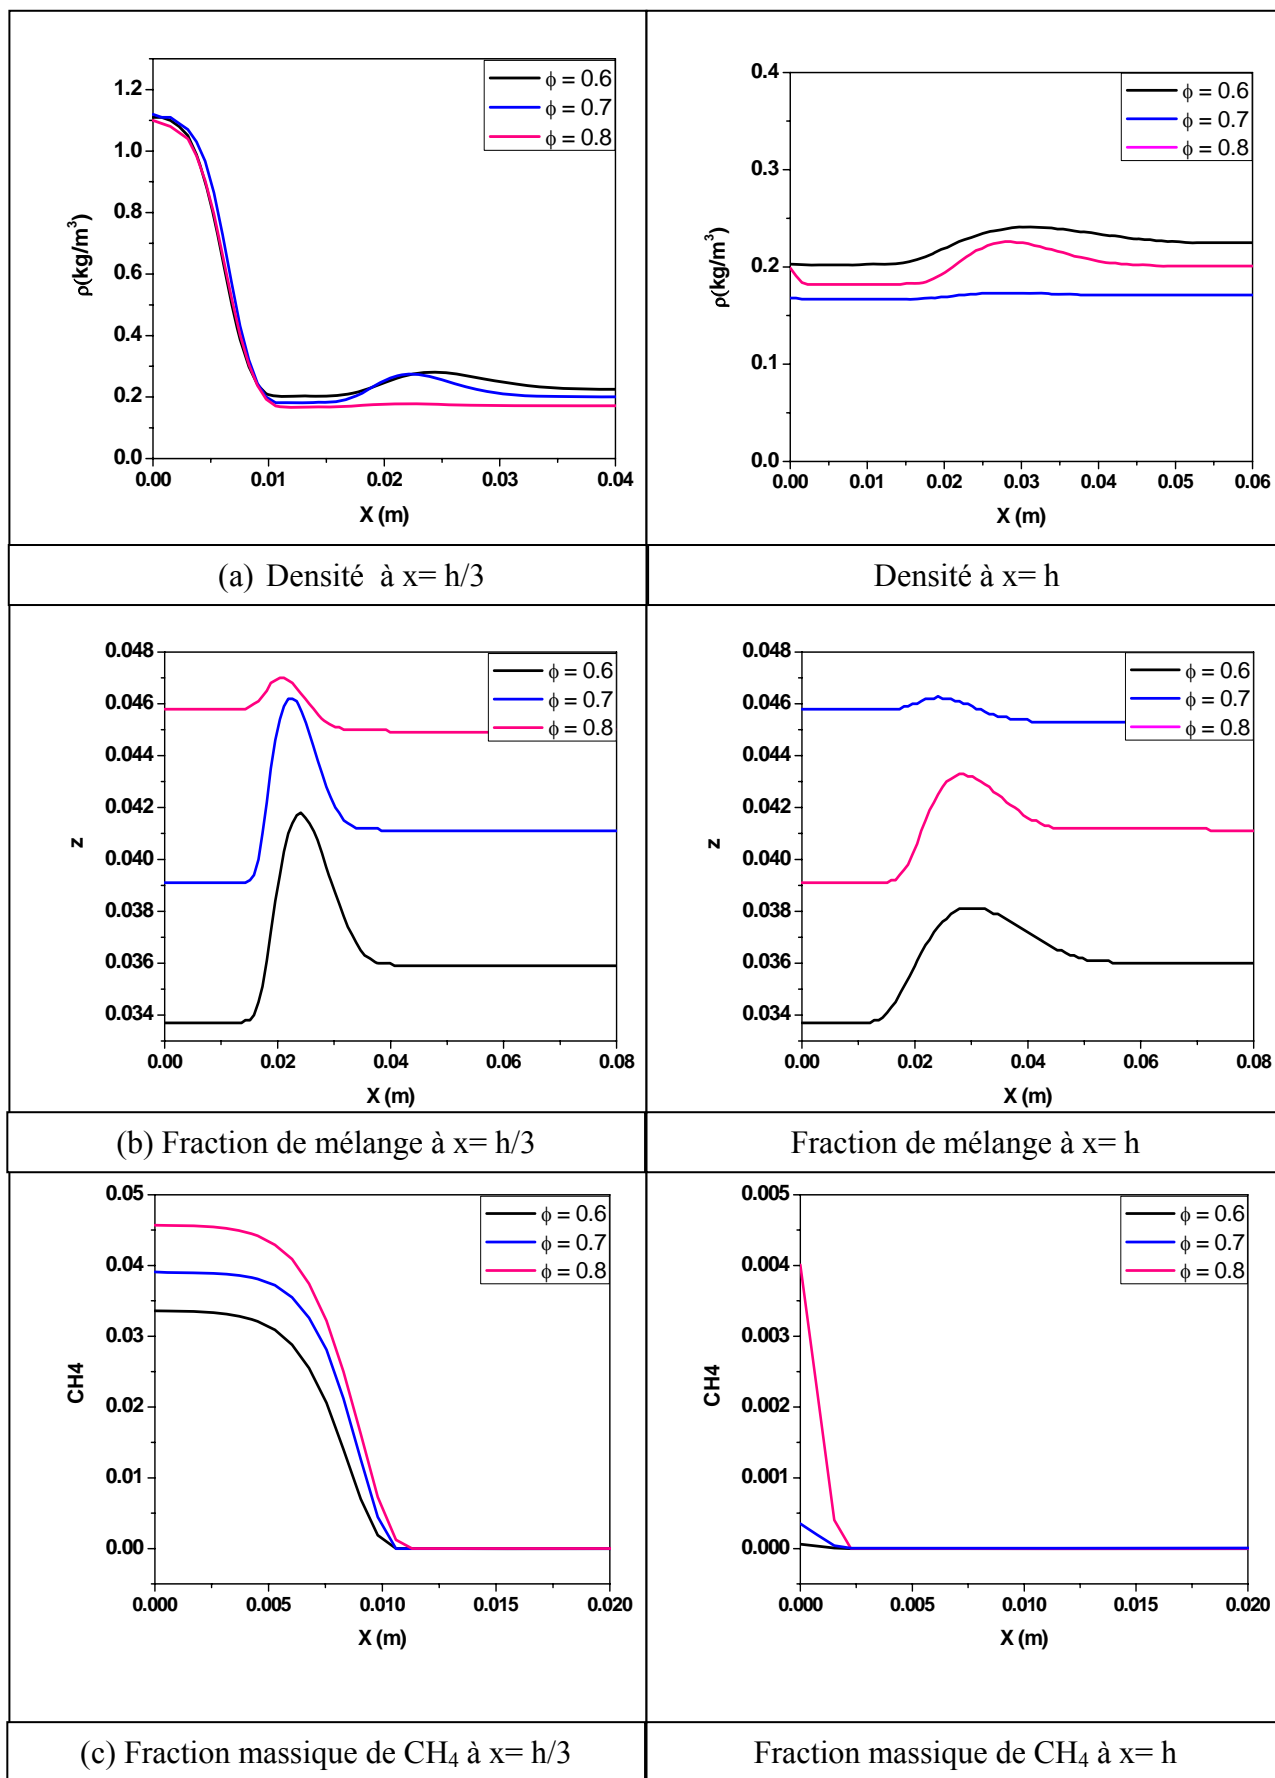 1.2
1.0
0.8
0.6
0.4
0.2
0.0
ρ(kg/m³)
0.00 0.01 0.02 0.03 0.04
X (m)
ϕ = 0.6
ϕ = 0.7
ϕ = 0.8
0.4
0.3
0.2
0.1
0.0
ρ(kg/m³)
0.00 0.01 0.02 0.03 0.04 0.05 0.06
X (m)
ϕ = 0.6
ϕ = 0.7
ϕ = 0.8
(a) Densité à x= h/3
Densité à x= h
0.048
0.046
0.044
0.042
0.040
0.038
0.036
0.034
z
0.00 0.02 0.04 0.06 0.08
X (m)
ϕ = 0.6
ϕ = 0.7
ϕ = 0.8
0.048
0.046
0.044
0.042
0.040
0.038
0.036
0.034
z
0.00 0.02 0.04 0.06 0.08
X (m)
ϕ = 0.6
ϕ = 0.7
ϕ = 0.8
(b) Fraction de mélange à x= h/3
Fraction de mélange à x= h
0.05
0.04
0.03
0.02
0.01
0.00
CH4
0.000 0.005 0.010 0.015 0.020
X (m)
ϕ = 0.6
ϕ = 0.7
ϕ = 0.8
0.005
0.004
0.003
0.002
0.001
0.000
CH4
0.000 0.005 0.010 0.015 0.020
X (m)
ϕ = 0.6
ϕ = 0.7
ϕ = 0.8
(c) Fraction massique de CH₄ à x= h/3
Fraction massique de CH₄ à x= h